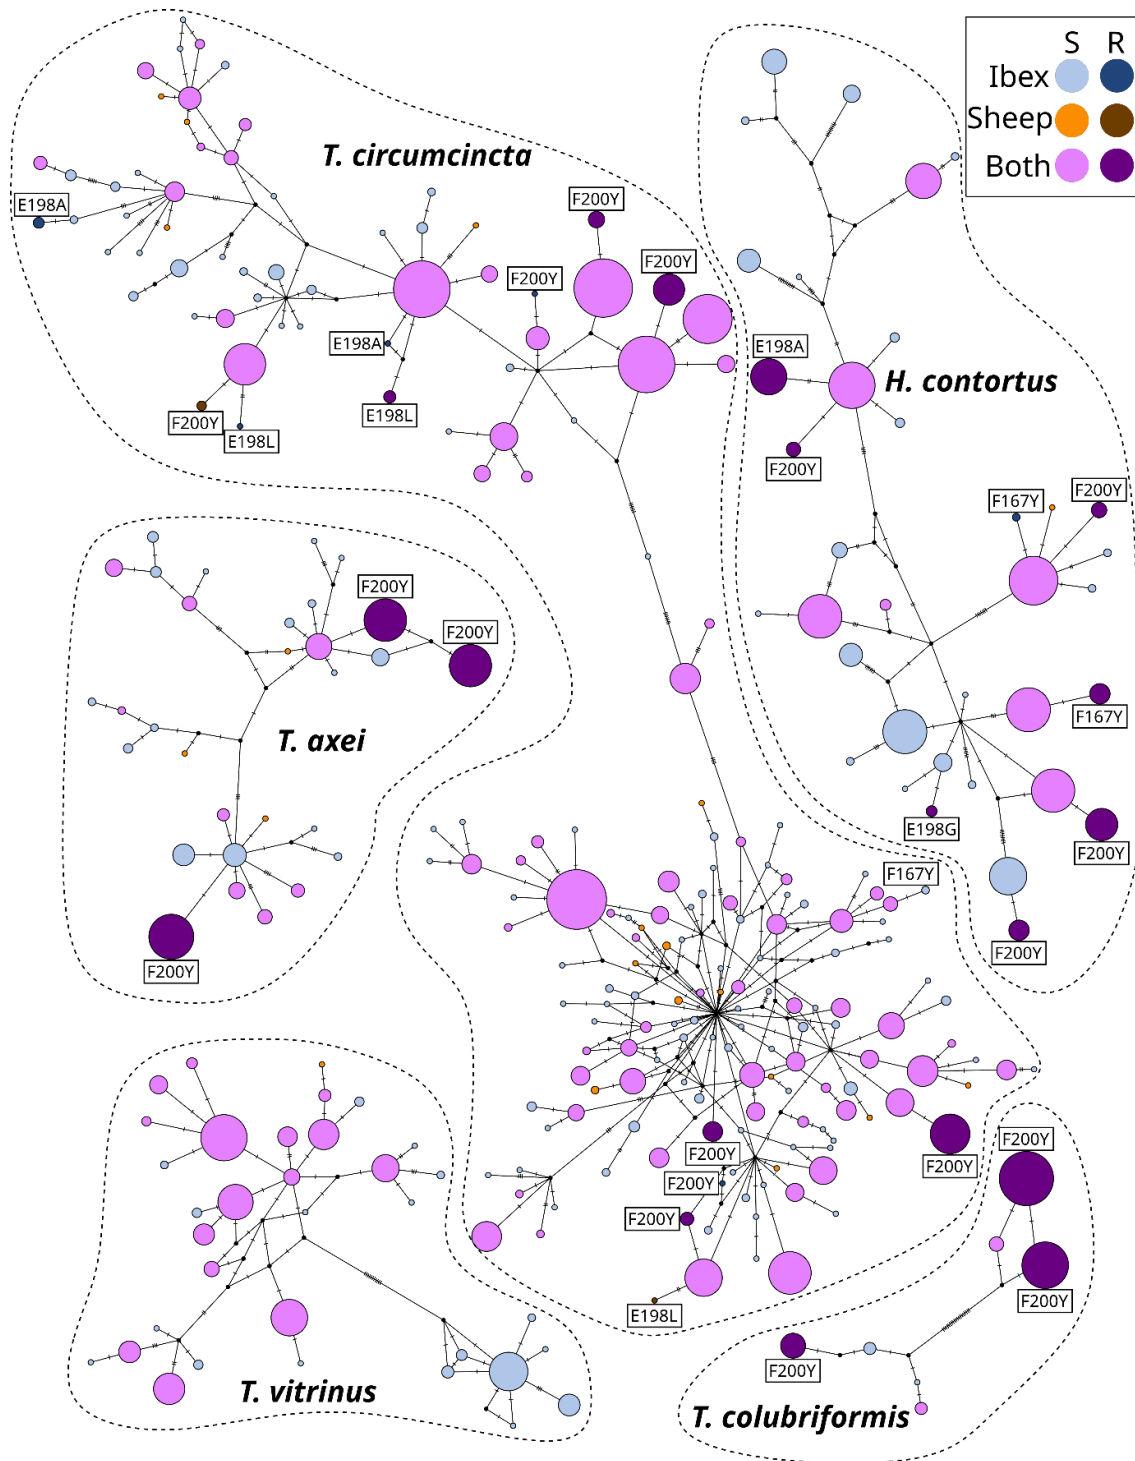 S R
Ibex
Sheep
Both
T. circumcincta
E198A
F200Y
F200Y
F200Y
E198A
H. contortus
E198A
E198L
F200Y
E198L
F200Y
F167Y
F200Y
F200Y
F200Y
T. axei
F167Y
E198G
F200Y
F167Y
F200Y
F200Y
F200Y
F200Y
F200Y
F200Y
F200Y
E198L
F200Y
F200Y
T. vitrinus
T. colubriformis